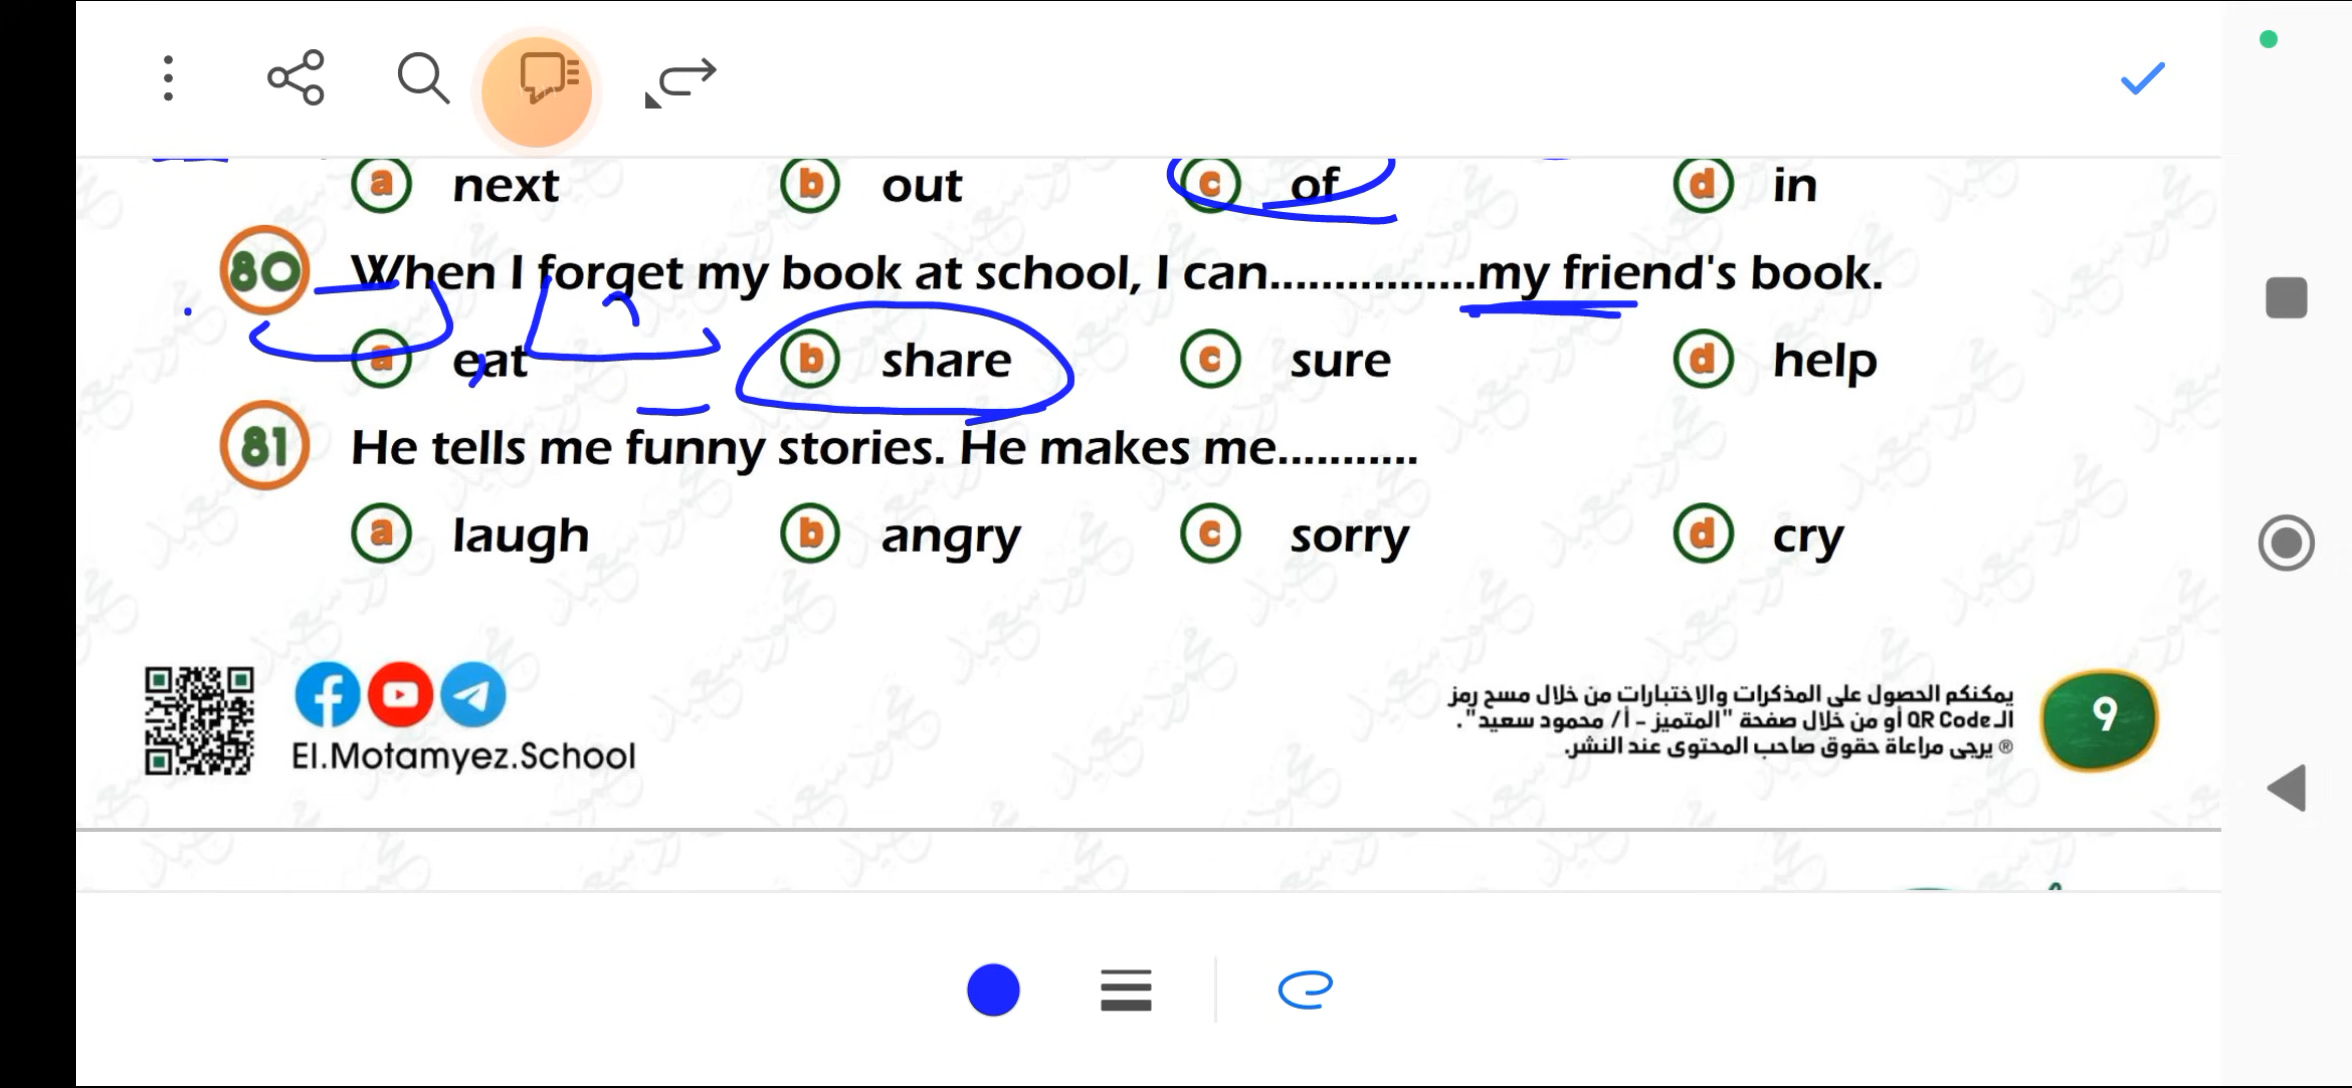 a next b out c of d in
80 When I forget my book at school, I can................my friend's book.
a eat b share c sure d help
81 He tells me funny stories. He makes me...........
a laugh b angry c sorry d cry
El.Motamyez.School
يمكنكم الحصول على المذكرات والاختبارات من خلال مسح رمز
الـ QR Code أو من خلال صفحة "المتميز - أ/ محمود سعيد".
® يرجى مراعاة حقوق صاحب المحتوى عند النشر.
9